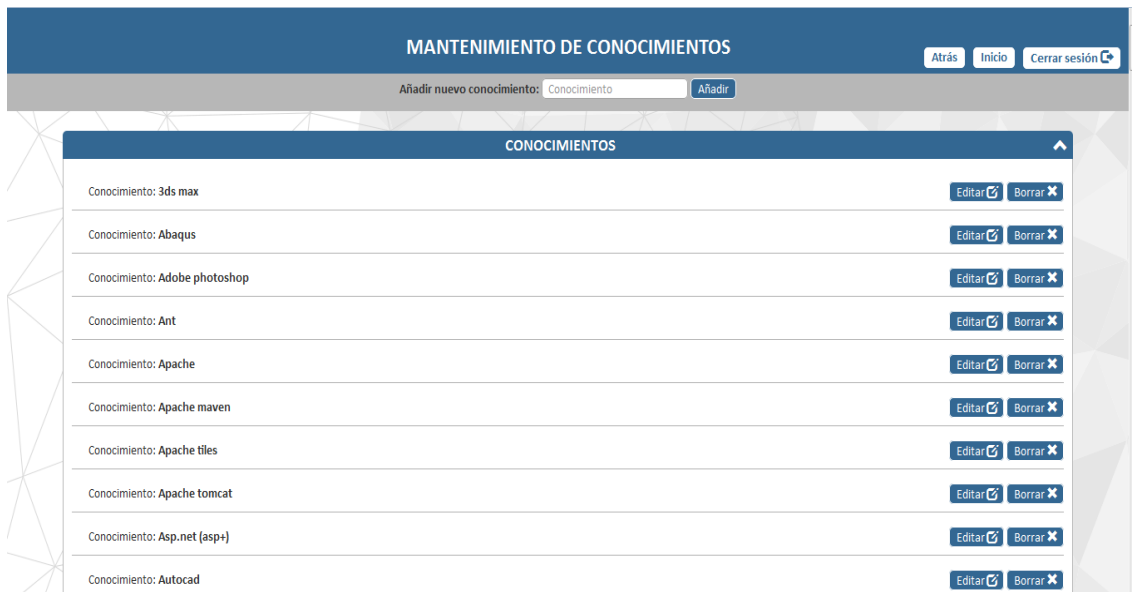 MANTENIMIENTO DE CONOCIMIENTOS
Atrás Inicio Cerrar sesión
Añadir nuevo conocimiento: Conocimiento Añadir
CONOCIMIENTOS
Conocimiento: 3ds max Editar Borrar
Conocimiento: Abaqus Editar Borrar
Conocimiento: Adobe photoshop Editar Borrar
Conocimiento: Ant Editar Borrar
Conocimiento: Apache Editar Borrar
Conocimiento: Apache maven Editar Borrar
Conocimiento: Apache tiles Editar Borrar
Conocimiento: Apache tomcat Editar Borrar
Conocimiento: Asp.net (asp+) Editar Borrar
Conocimiento: Autocad Editar Borrar